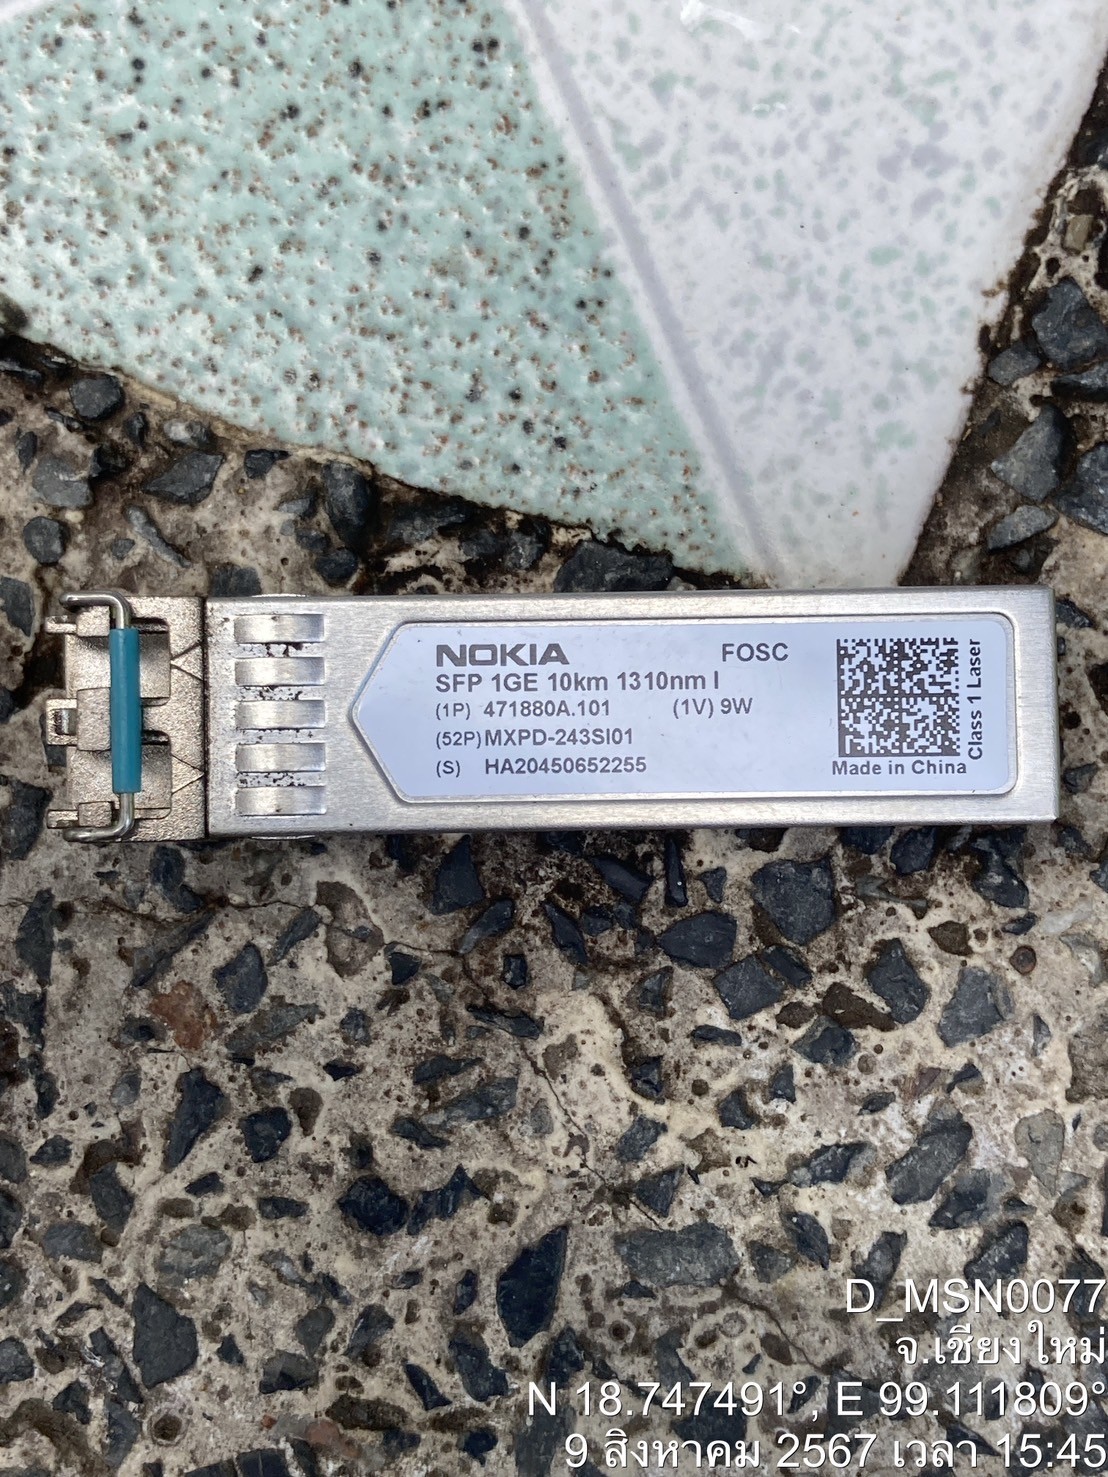 NOKIA FOSC
SFP 1GE 10km 1310nm I
(1P) 471880A.101 (1V) 9W
(52P) MXPD-243SI01
(S) HA20450652255
Made in China
Class 1 Laser
D_MSN0077
จ.เชียงใหม่
N 18.747491°, E 99.111809°
9 สิงหาคม 2567 เวลา 15:45